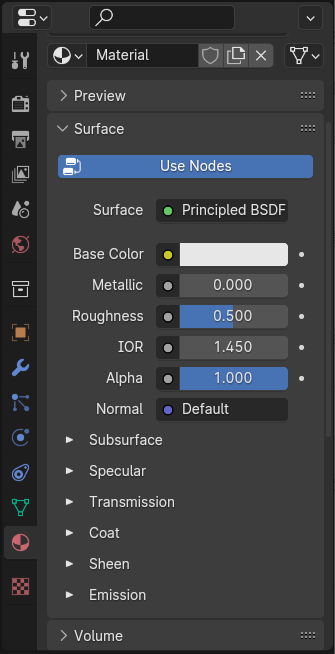 Material
Preview
Surface
Use Nodes
Surface Principled BSDF
Base Color
Metallic 0.000
Roughness 0.500
IOR 1.450
Alpha 1.000
Normal Default
Subsurface
Specular
Transmission
Coat
Sheen
Emission
Volume